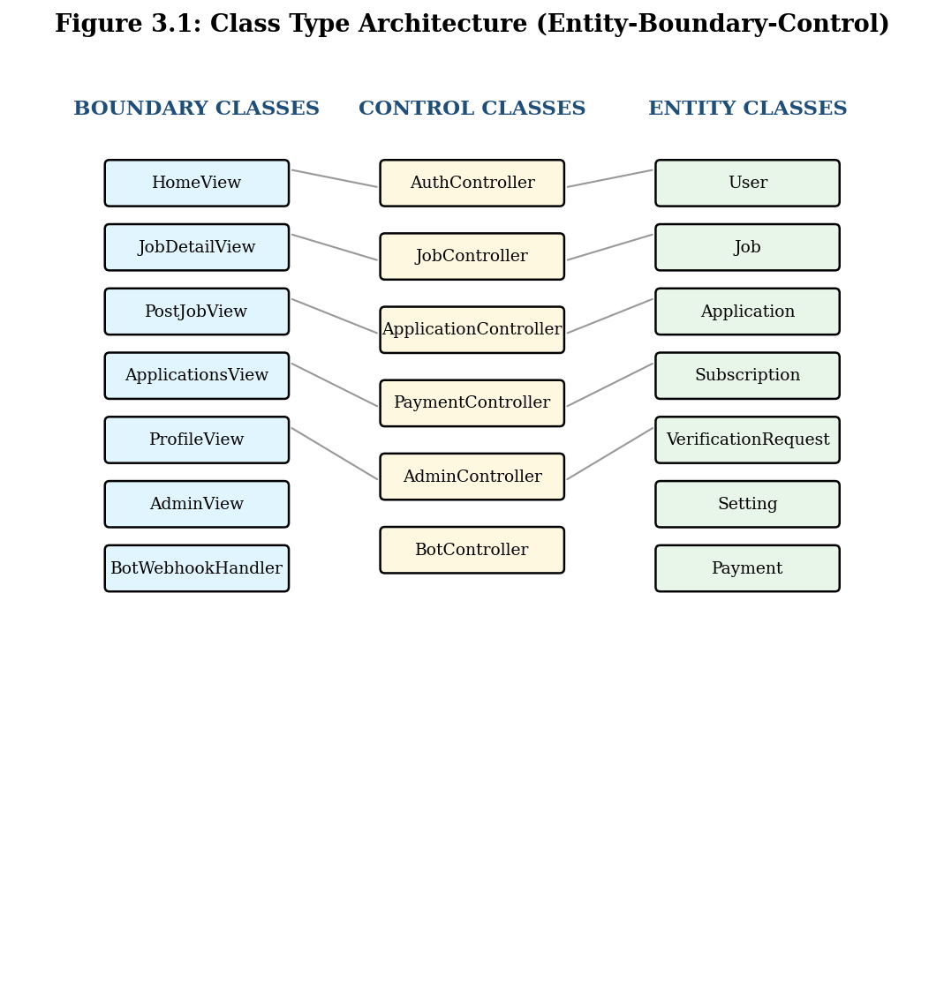 Figure 3.1: Class Type Architecture (Entity-Boundary-Control)
BOUNDARY CLASSES
HomeView
JobDetailView
PostJobView
ApplicationsView
ProfileView
AdminView
BotWebhookHandler
CONTROL CLASSES
AuthController
JobController
ApplicationController
PaymentController
AdminController
BotController
ENTITY CLASSES
User
Job
Application
Subscription
VerificationRequest
Setting
Payment